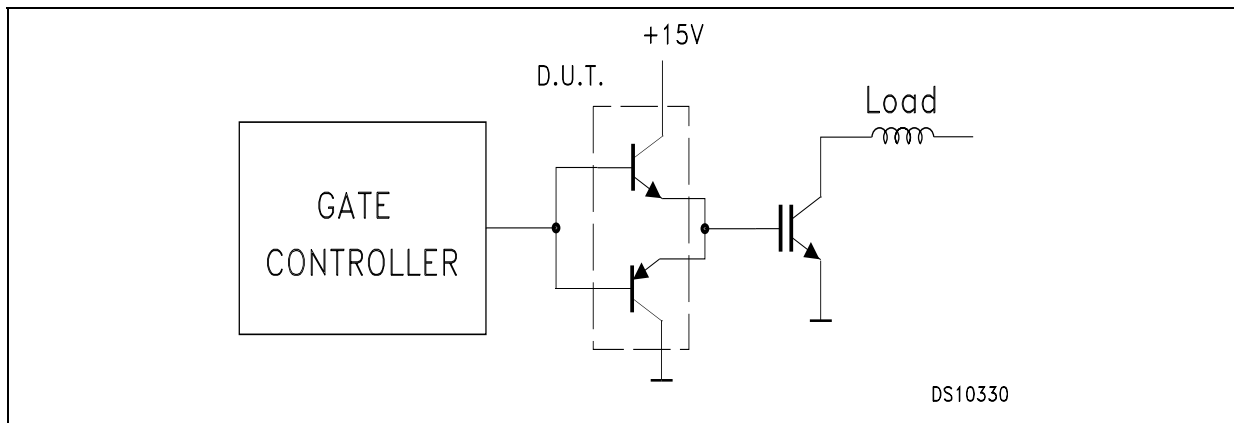 +15V
D.U.T.
Load
GATE
CONTROLLER
DS10330